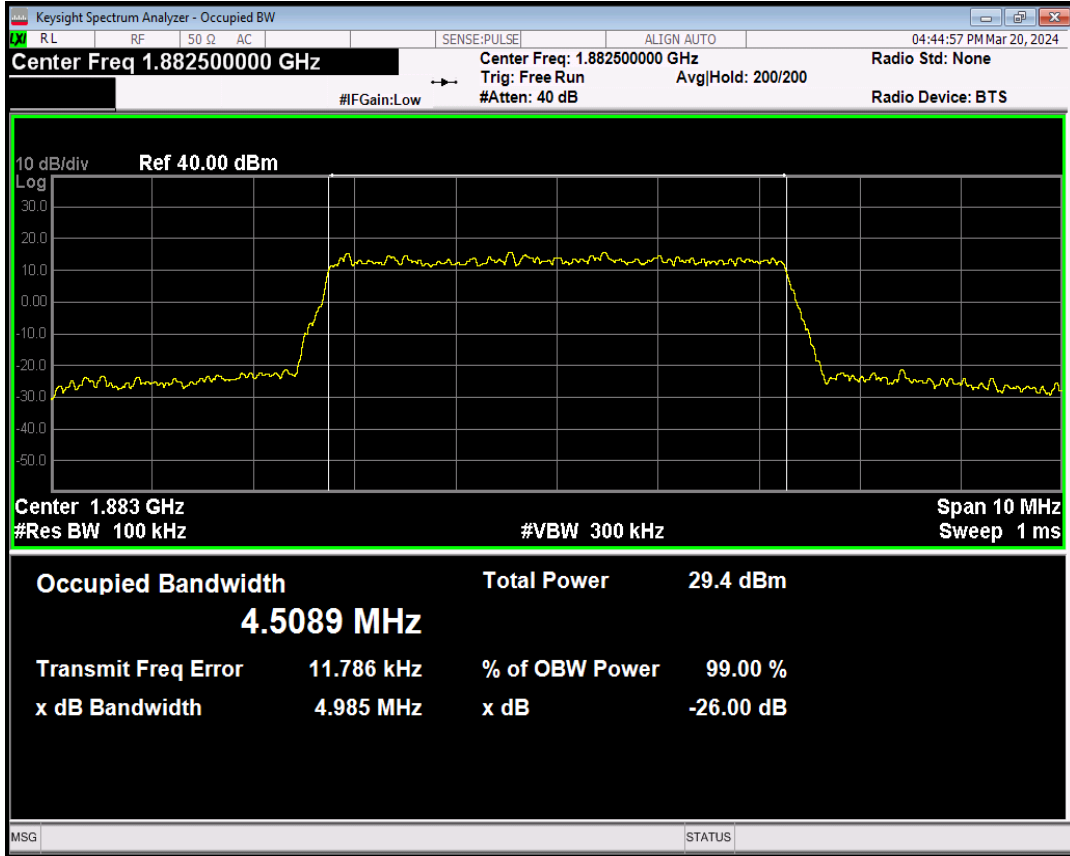 Keysight Spectrum Analyzer - Occupied BW
LXI RL RF 50 Ω AC SENSE:PULSE ALIGN AUTO 04:44:57 PM Mar 20, 2024
Center Freq 1.882500000 GHz Center Freq: 1.882500000 GHz Radio Std: None
Trig: Free Run Avg|Hold: 200/200
#IFGain:Low #Atten: 40 dB Radio Device: BTS
10 dB/div Ref 40.00 dBm
Log
30.0
20.0
10.0
0.00
-10.0
-20.0
-30.0
-40.0
-50.0
Center 1.883 GHz Span 10 MHz
#Res BW 100 kHz #VBW 300 kHz Sweep 1 ms
Occupied Bandwidth Total Power 29.4 dBm
4.5089 MHz
Transmit Freq Error 11.786 kHz % of OBW Power 99.00 %
x dB Bandwidth 4.985 MHz x dB -26.00 dB
MSG STATUS